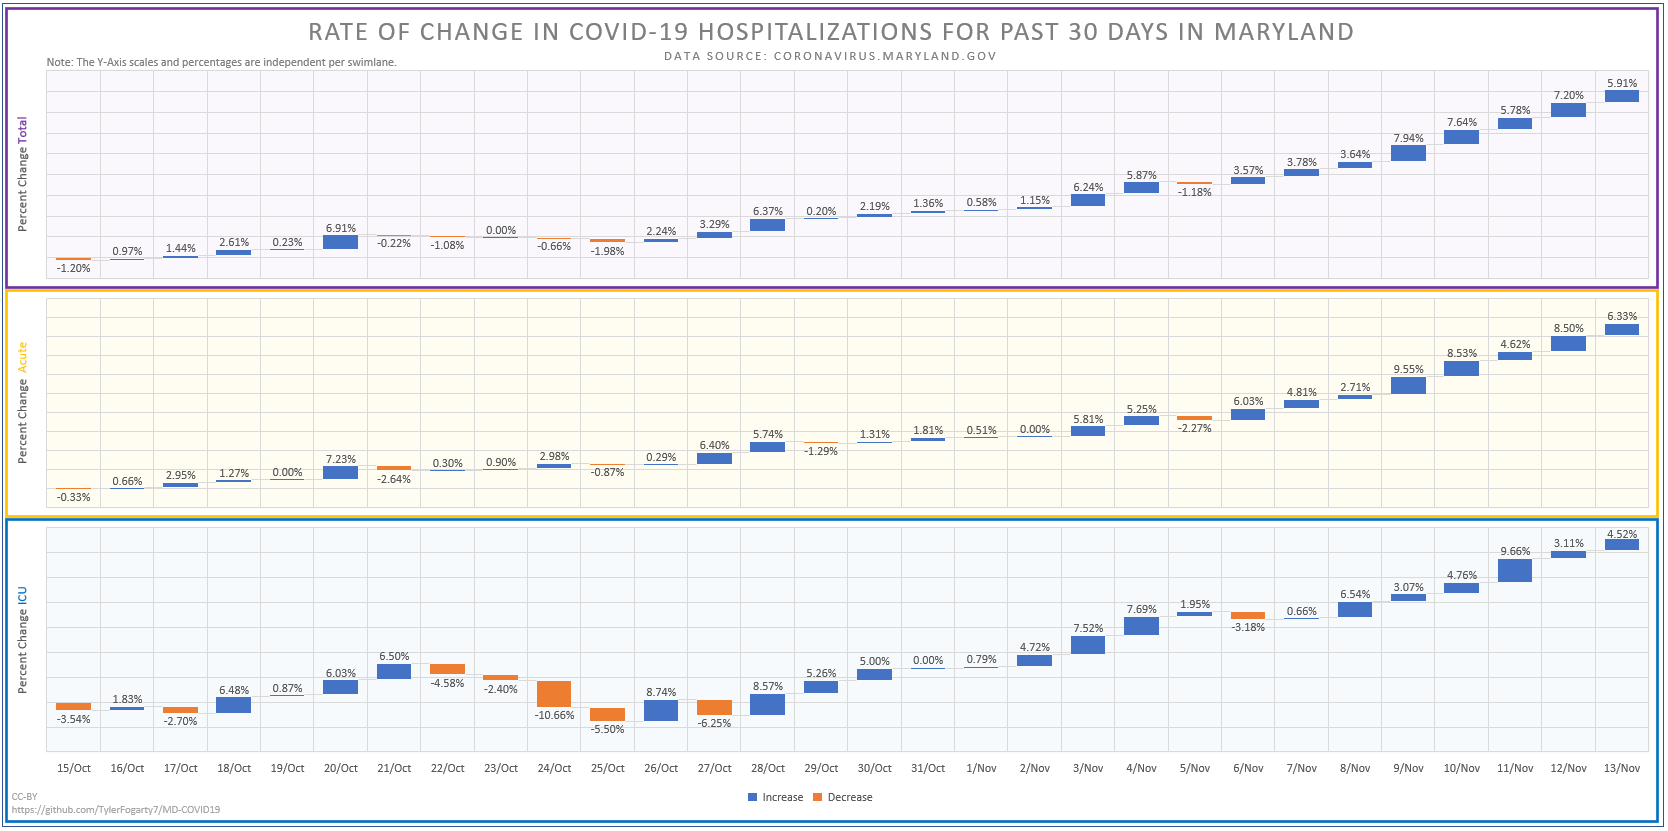 RATE OF CHANGE IN COVID-19 HOSPITALIZATIONS FOR PAST 30 DAYS IN MARYLAND
DATA SOURCE: CORONAVIRUS.MARYLAND.GOV
Note: The Y-Axis scales and percentages are independent per swimlane.
Percent Change Total
-1.20% 0.97% 1.44% 2.61% 0.23% 6.91% -0.22% -1.08% 0.00% -0.66% -1.98% 2.24% 3.29% 6.37% 0.20% 2.19% 1.36% 0.58% 1.15% 6.24% 5.87% -1.18% 3.57% 3.78% 3.64% 7.94% 7.64% 5.78% 7.20% 5.91%
Percent Change Acute
-0.33% 0.66% 2.95% 1.27% 0.00% 7.23% -2.64% 0.30% 0.90% 2.98% -0.87% 0.29% 6.40% 5.74% -1.29% 1.31% 1.81% 0.51% 0.00% 5.81% 5.25% -2.27% 6.03% 4.81% 2.71% 9.55% 8.53% 4.62% 8.50% 6.33%
Percent Change ICU
-3.54% 1.83% -2.70% 6.48% 0.87% 6.03% 6.50% -4.58% -2.40% -10.66% -5.50% 8.74% -6.25% 8.57% 5.26% 5.00% 0.00% 0.79% 4.72% 7.52% 7.69% 1.95% -3.18% 0.66% 6.54% 3.07% 4.76% 9.66% 3.11% 4.52%
15/Oct 16/Oct 17/Oct 18/Oct 19/Oct 20/Oct 21/Oct 22/Oct 23/Oct 24/Oct 25/Oct 26/Oct 27/Oct 28/Oct 29/Oct 30/Oct 31/Oct 1/Nov 2/Nov 3/Nov 4/Nov 5/Nov 6/Nov 7/Nov 8/Nov 9/Nov 10/Nov 11/Nov 12/Nov 13/Nov
Increase Decrease
CC-BY
https://github.com/TylerFogarty7/MD-COVID19